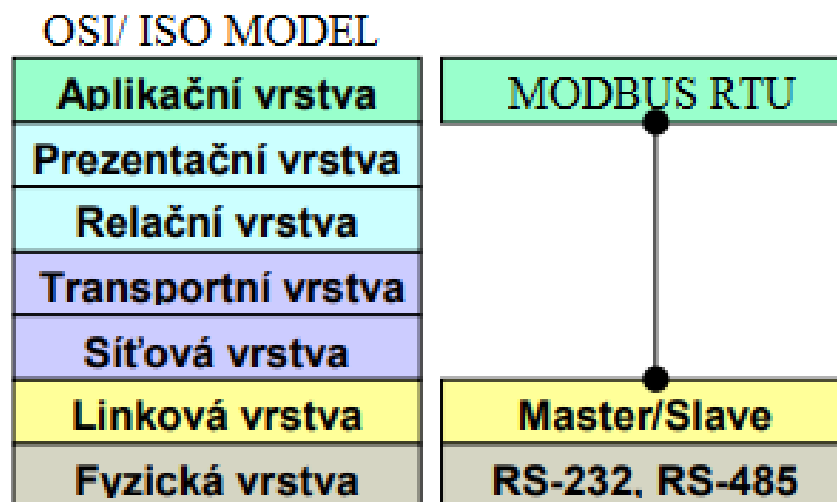 OSI/ ISO MODEL
Aplikační vrstva
MODBUS RTU
Prezentační vrstva
Relační vrstva
Transportní vrstva
Síťová vrstva
Linková vrstva
Master/Slave
Fyzická vrstva
RS-232, RS-485